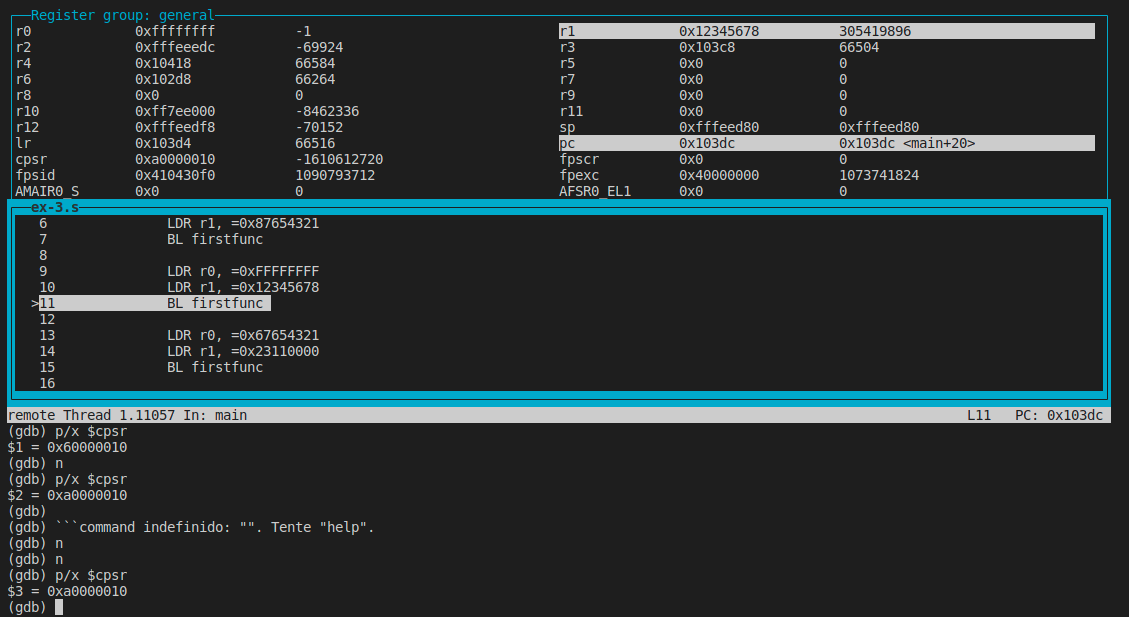 Register group: general
r0 0xffffffff -1 r1 0x12345678 305419896
r2 0xfffeeedc -69924 r3 0x103c8 66504
r4 0x10418 66584 r5 0x0 0
r6 0x102d8 66264 r7 0x0 0
r8 0x0 0 r9 0x0 0
r10 0xff7ee000 -8462336 r11 0x0 0
r12 0xfffeedf8 -70152 sp 0xfffeed80 0xfffeed80
lr 0x103d4 66516 pc 0x103dc 0x103dc <main+20>
cpsr 0xa0000010 -1610612720 fpscr 0x0 0
fpsid 0x410430f0 1090793712 fpexc 0x40000000 1073741824
AMAIR0_S 0x0 0 AFSR0_EL1 0x0 0
ex-3.s
6 LDR r1, =0x87654321
7 BL firstfunc
8
9 LDR r0, =0xFFFFFFFF
10 LDR r1, =0x12345678
>11 BL firstfunc
12
13 LDR r0, =0x67654321
14 LDR r1, =0x23110000
15 BL firstfunc
16
remote Thread 1.11057 In: main L11 PC: 0x103dc
(gdb) p/x $cpsr
$1 = 0x60000010
(gdb) n
(gdb) p/x $cpsr
$2 = 0xa0000010
(gdb)
(gdb) ```command indefinido: "". Tente "help".
(gdb) n
(gdb) n
(gdb) p/x $cpsr
$3 = 0xa0000010
(gdb)